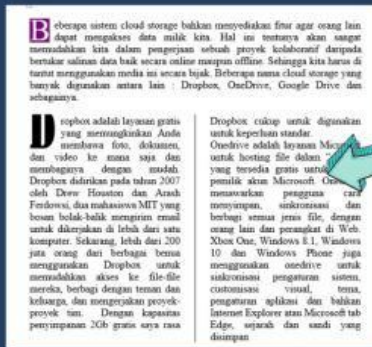 Beberapa sistem cloud storage bahkan menyediakan fitur agar orang lain
dapat mengakses data milik kita. Hal ini tentunya akan sangat
memudahkan kita dalam pengerjaan sebuah proyek kolaboratif daripada
bertukar salinan data baik secara online maupun offline. Sehingga kita harus di
tuntut menggunakan media ini secara bijak. Beberapa nama cloud storage yang
banyak digunakan antara lain : Dropbox, OneDrive, Google Drive dan
sebagainya.
Dropbox adalah layanan gratis
yang memungkinkan Anda
membawa foto, dokumen,
dan video ke mana saja dan
membaginya dengan mudah.
Dropbox didirikan pada tahun 2007
oleh Drew Houston dan Arash
Ferdowsi, dua mahasiswa MIT yang
bosan bolak-balik mengirim email
untuk dikerjakan di lebih dari satu
komputer. Sekarang, lebih dari 200
juta orang dari berbagai benua
menggunakan Dropbox untuk
memudahkan akses ke file-file
mereka, berbagi dengan teman dan
keluarga, dan mengerjakan proyek-
proyek tim. Dengan kapasitas
penyimpanan 2Gb gratis saya rasa
Dropbox cukup untuk digunakan
untuk keperluan standar.
Onedrive adalah layanan
untuk hosting file dalam
yang tersedia gratis untuk
pemilik akun Microsoft
menawarkan pengguna cara
menyimpan, sinkronisasi dan
berbagi semua jenis file, dengan
orang lain dan perangkat di Web.
Xbox One, Windows 8.1, Windows
10 dan Windows Phone juga
menggunakan onedrive untuk
sinkronisasi pengaturan sistem,
customisasi visual, tema,
pengaturan aplikasi dan bahkan
Internet Explorer atau Microsoft tab
Edge, sejarah dan sandi yang
disimpan